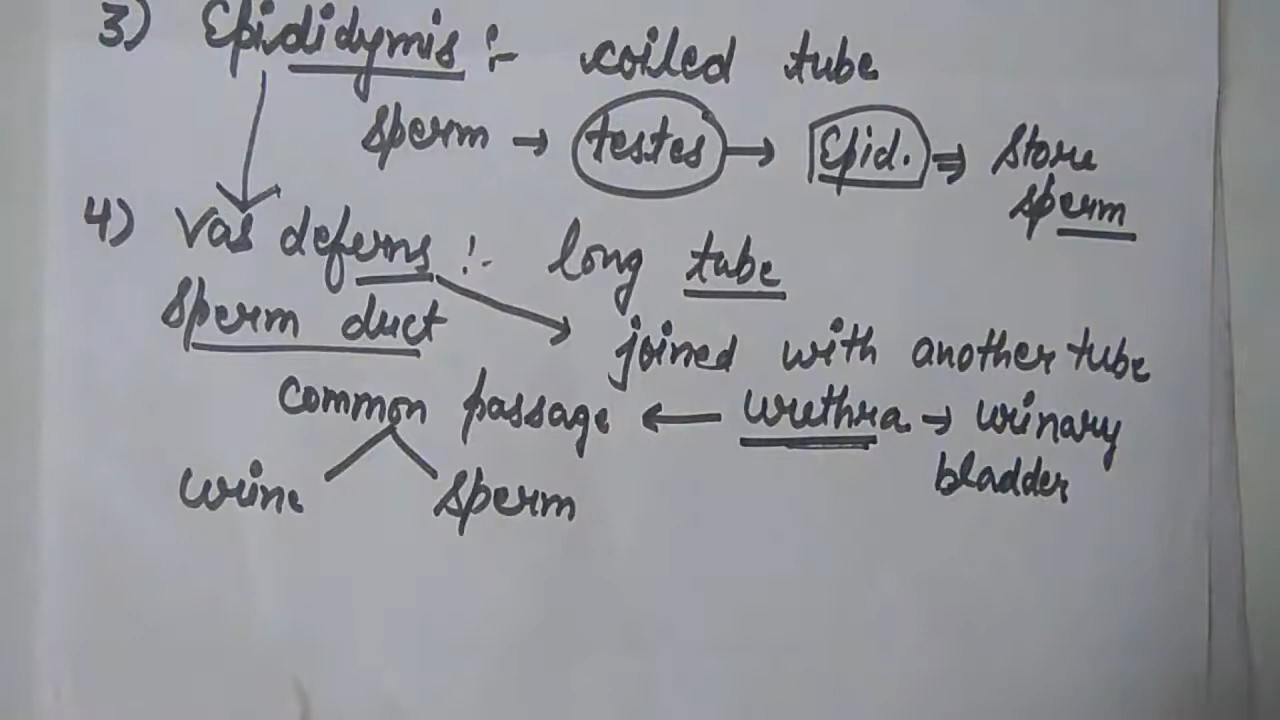 3) Epididymis :- coiled tube
sperm → testes → Epid. ⇒ store
sperm
4) Vas deferns :- long tube
sperm duct
joined with another tube
common passage ← urethra → urinary
bladder
urine sperm